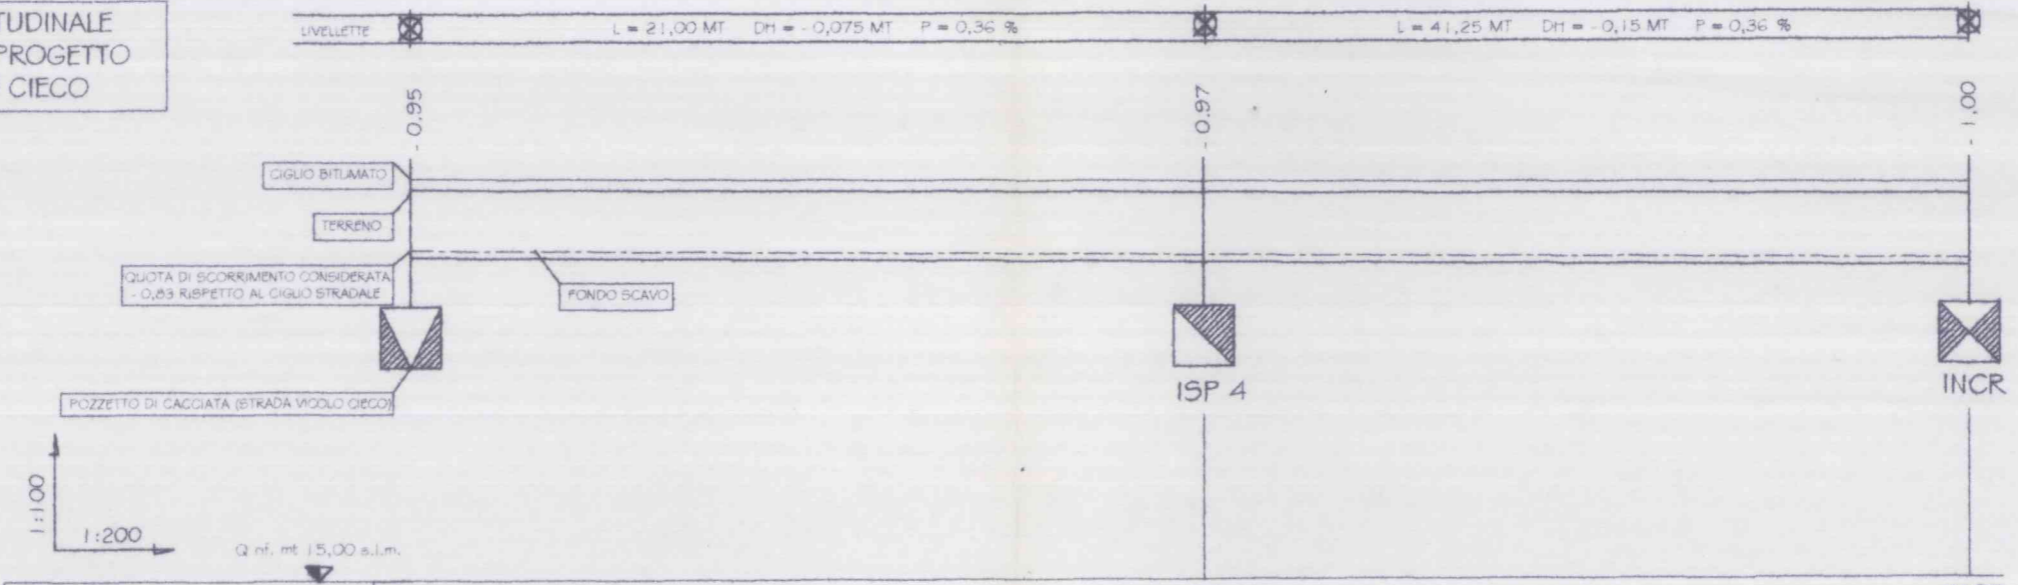 TUDINALE
PROGETTO
CIECO
LIVELLETTE
L = 21,00 MT DH = - 0,075 MT P = 0,36 %
L = 41,25 MT DH = - 0,15 MT P = 0,36 %
- 0,95
- 0,97
- 1,00
CIGLIO BITUMATO
TERRENO
QUOTA DI SCORRIMENTO CONSIDERATA
- 0,83 RISPETTO AL CIGLIO STRADALE
FONDO SCAVO
POZZETTO DI CACCIATA (STRADA VICOLO CIECO)
ISP 4
INCR
1:100
1:200
Q rif. mt 15,00 s.l.m.